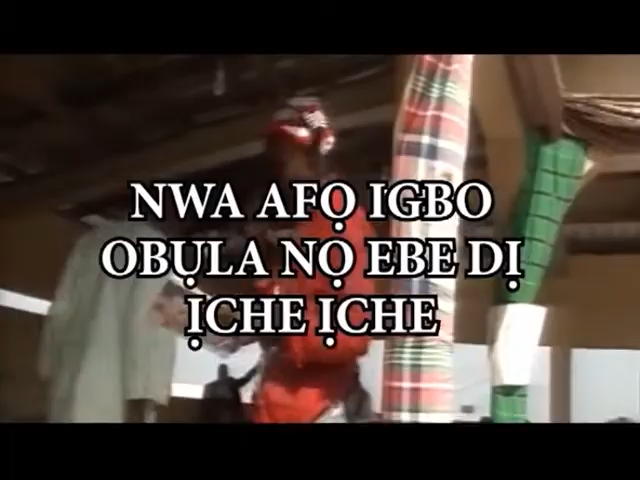 NWA AFỌ IGBO
OBỤLA NỌ EBE DỊ
ỊCHE ỊCHE